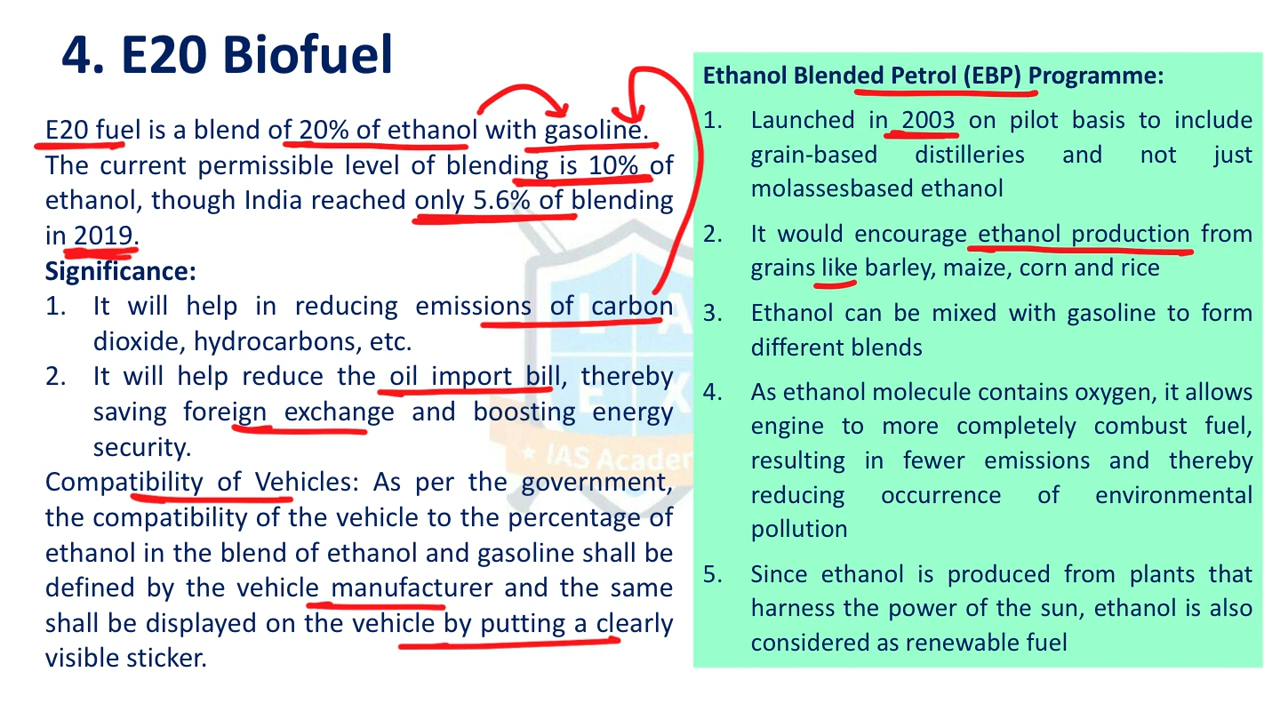 4. E20 Biofuel
E20 fuel is a blend of 20% of ethanol with gasoline.
The current permissible level of blending is 10% of
ethanol, though India reached only 5.6% of blending
in 2019.
Significance:
1. It will help in reducing emissions of carbon
dioxide, hydrocarbons, etc.
2. It will help reduce the oil import bill, thereby
saving foreign exchange and boosting energy
security.
Compatibility of Vehicles: As per the government,
the compatibility of the vehicle to the percentage of
ethanol in the blend of ethanol and gasoline shall be
defined by the vehicle manufacturer and the same
shall be displayed on the vehicle by putting a clearly
visible sticker.
Ethanol Blended Petrol (EBP) Programme:
1. Launched in 2003 on pilot basis to include
grain-based distilleries and not just
molassesbased ethanol
2. It would encourage ethanol production from
grains like barley, maize, corn and rice
3. Ethanol can be mixed with gasoline to form
different blends
4. As ethanol molecule contains oxygen, it allows
engine to more completely combust fuel,
resulting in fewer emissions and thereby
reducing occurrence of environmental
pollution
5. Since ethanol is produced from plants that
harness the power of the sun, ethanol is also
considered as renewable fuel
L A
E X
IAS Academ